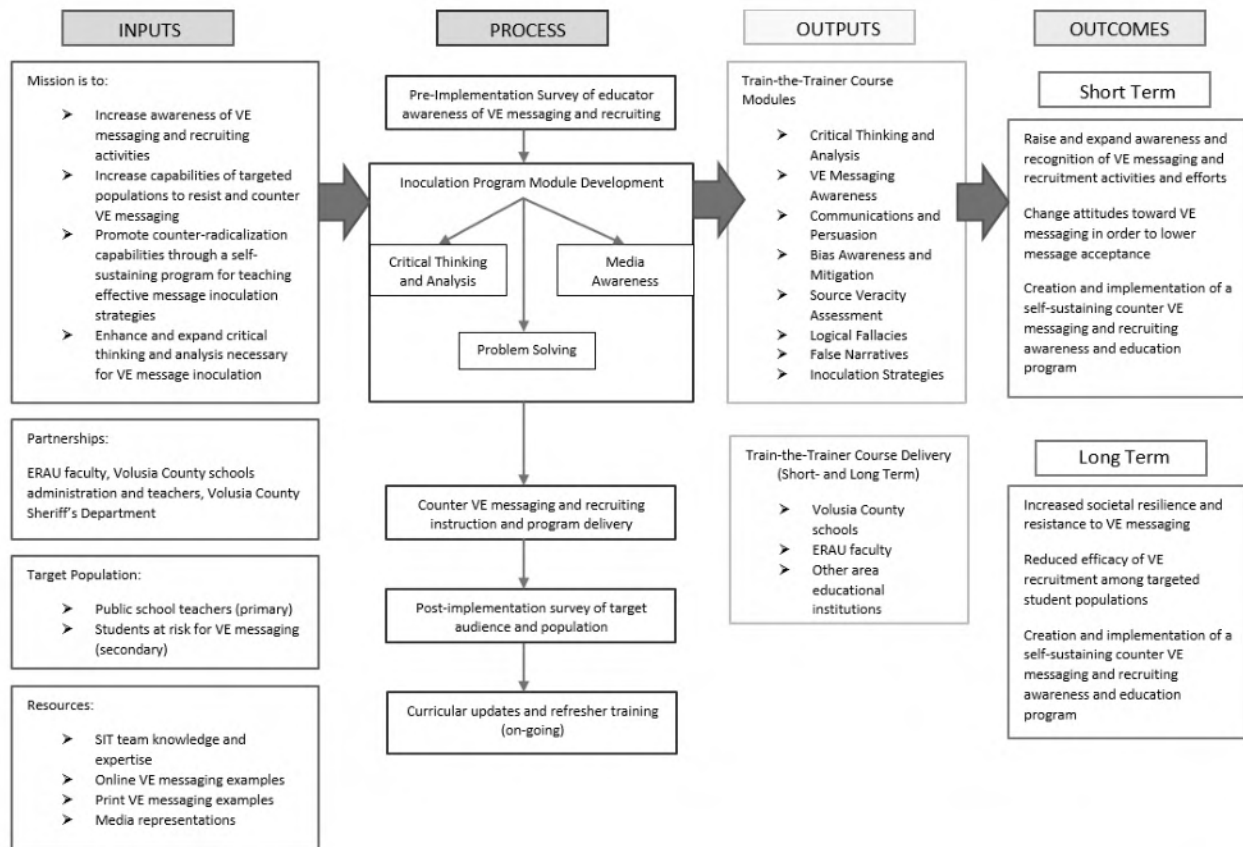 INPUTS
Mission is to:
➤ Increase awareness of VE
messaging and recruiting
activities
➤ Increase capabilities of targeted
populations to resist and counter
VE messaging
➤ Promote counter-radicalization
capabilities through a self-
sustaining program for teaching
effective message inoculation
strategies
➤ Enhance and expand critical
thinking and analysis necessary
for VE message inoculation
Partnerships:
ERAU faculty, Volusia County schools
administration and teachers, Volusia County
Sheriff's Department
Target Population:
➤ Public school teachers (primary)
➤ Students at risk for VE messaging
(secondary)
Resources:
➤ SIT team knowledge and
expertise
➤ Online VE messaging examples
➤ Print VE messaging examples
➤ Media representations
PROCESS
Pre-Implementation Survey of educator
awareness of VE messaging and recruiting
Inoculation Program Module Development
Critical Thinking
and Analysis
Media
Awareness
Problem Solving
Counter VE messaging and recruiting
instruction and program delivery
Post-implementation survey of target
audience and population
Curricular updates and refresher training
(on-going)
OUTPUTS
Train-the-Trainer Course
Modules
➤ Critical Thinking and
Analysis
➤ VE Messaging
Awareness
➤ Communications and
Persuasion
➤ Bias Awareness and
Mitigation
➤ Source Veracity
Assessment
➤ Logical Fallacies
➤ False Narratives
➤ Inoculation Strategies
Train-the-Trainer Course Delivery
(Short- and Long Term)
➤ Volusia County
schools
➤ ERAU faculty
➤ Other area
educational
institutions
OUTCOMES
Short Term
Raise and expand awareness and
recognition of VE messaging and
recruitment activities and efforts
Change attitudes toward VE
messaging in order to lower
message acceptance
Creation and implementation of a
self-sustaining counter VE
messaging and recruiting
awareness and education
program
Long Term
Increased societal resilience and
resistance to VE messaging
Reduced efficacy of VE
recruitment among targeted
student populations
Creation and implementation of a
self-sustaining counter VE
messaging and recruiting
awareness and education
program